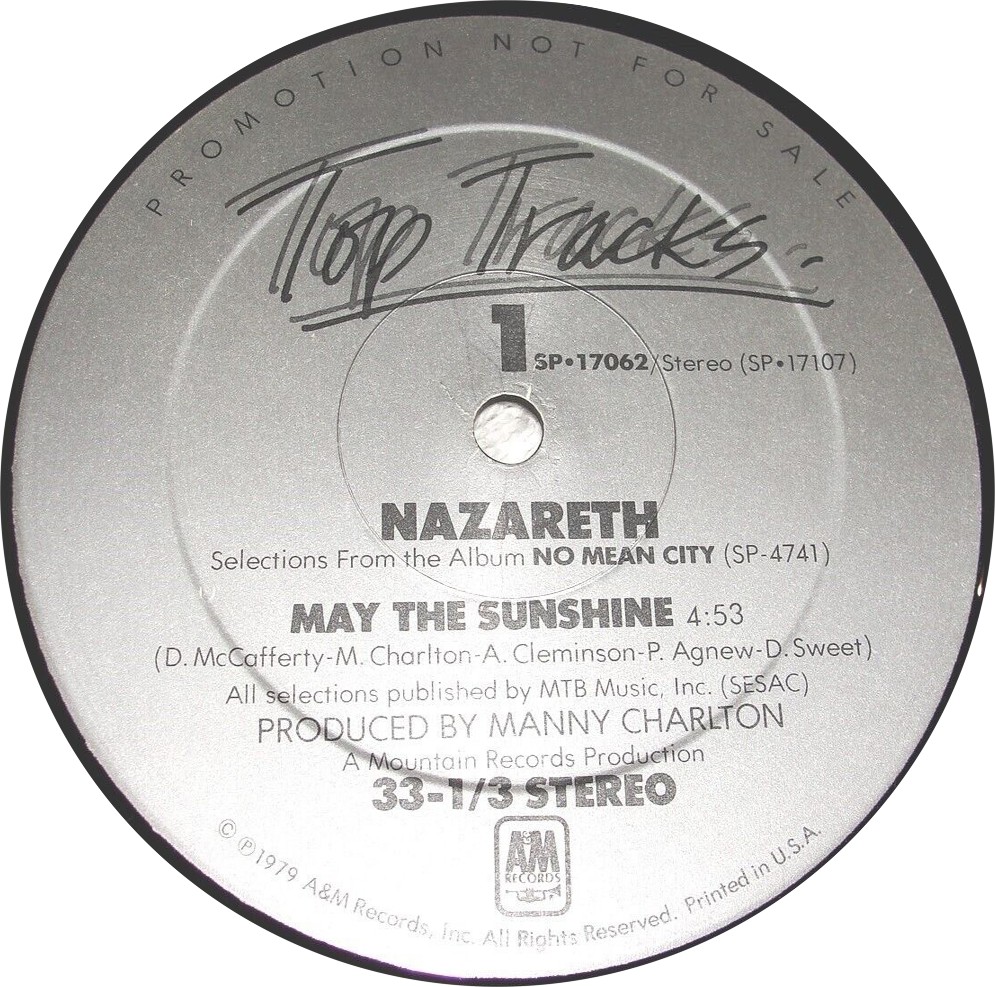 PROMOTION NOT FOR SALE
Top Tracks..
1
SP•17062/Stereo (SP•17107)
NAZARETH
Selections From the Album NO MEAN CITY (SP-4741)
MAY THE SUNSHINE 4:53
(D. McCafferty-M. Charlton-A. Cleminson-P. Agnew-D. Sweet)
All selections published by MTB Music, Inc. (SESAC)
PRODUCED BY MANNY CHARLTON
A Mountain Records Production
33-1/3 STEREO
A&M
RECORDS
© ℗1979 A&M Records, Inc. All Rights Reserved. Printed in U.S.A.